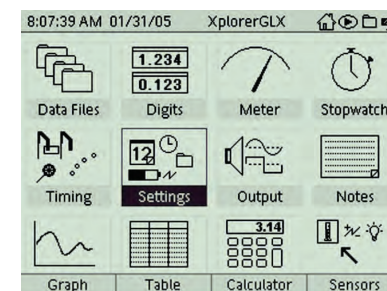 8:07:39 AM 01/31/05 XplorerGLX
1.234
0.123
Data Files Digits Meter Stopwatch
12
Timing Settings Output Notes
3.14
Graph Table Calculator Sensors